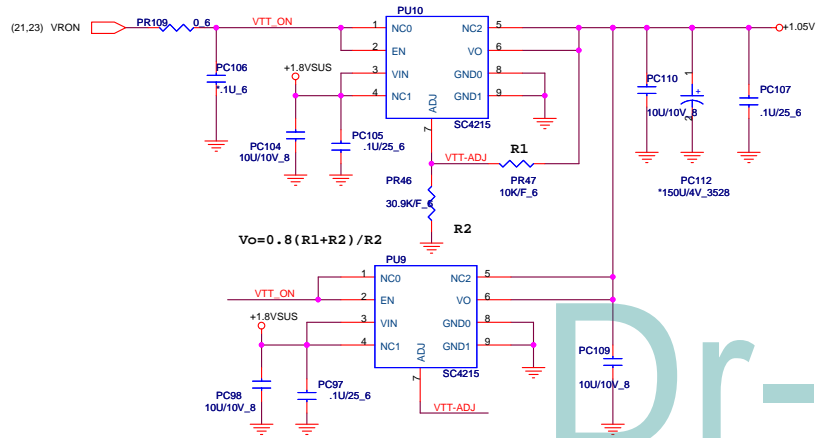 PU10
(21,23) VRON
PR109
0_6
VTT_ON
1
NC0
NC2
5
+1.05V
2
EN
VO
6
PC106
*.1U_6
+1.8VSUS
3
VIN
GND0
8
4
NC1
GND1
9
ADJ
7
SC4215
PC110
10U/10V_8
1
+
2
PC107
.1U/25_6
PC104
10U/10V_8
PC105
.1U/25_6
PC112
*150U/4V_3528
VTT-ADJ
R1
PR47
10K/F_6
PR46
30.9K/F_6
R2
Vo=0.8(R1+R2)/R2
PU9
1
NC0
NC2
5
VTT_ON
2
EN
VO
6
+1.8VSUS
3
VIN
GND0
8
4
NC1
GND1
9
ADJ
7
SC4215
PC109
10U/10V_8
PC98
10U/10V_8
PC97
.1U/25_6
VTT-ADJ
Dr-